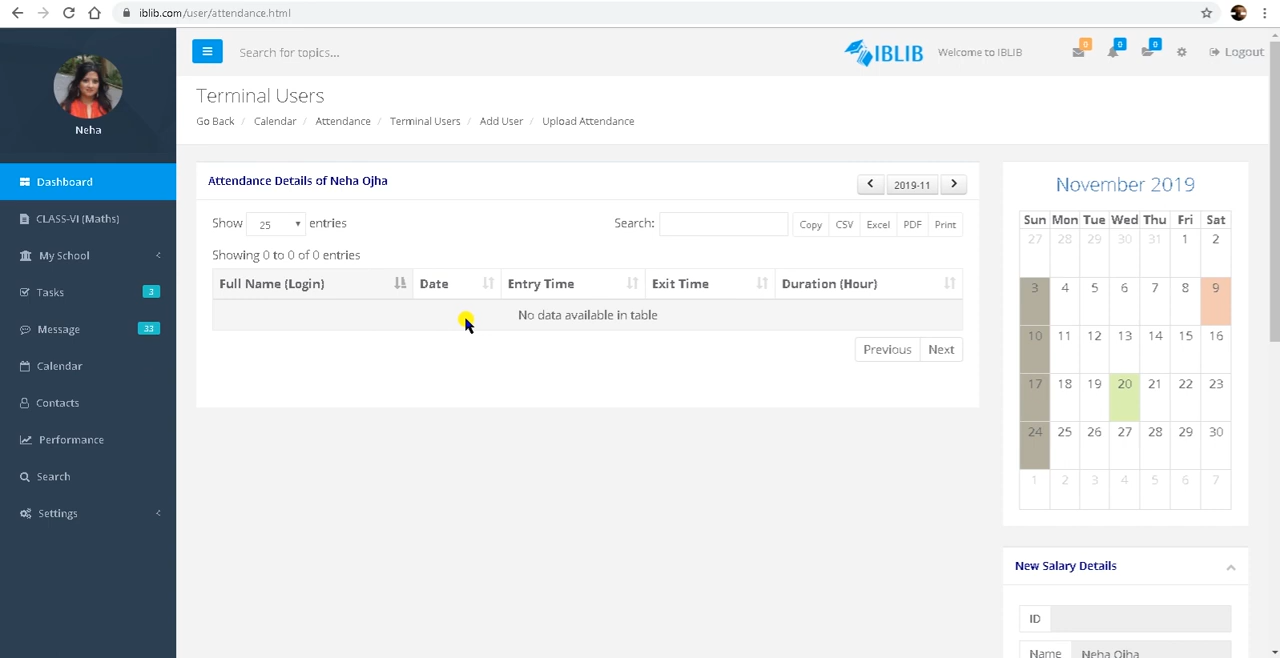 iblib.com/user/attendance.html
Neha
Dashboard
CLASS-VI (Maths)
My School
Tasks 3
Message 33
Calendar
Contacts
Performance
Search
Settings
Search for topics...
IBLIB Welcome to IBLIB 0 0 0 Logout
Terminal Users
Go Back / Calendar / Attendance / Terminal Users / Add User / Upload Attendance
Attendance Details of Neha Ojha 2019-11
Show 25 entries Search: Copy CSV Excel PDF Print
Showing 0 to 0 of 0 entries
Full Name (Login) Date Entry Time Exit Time Duration (Hour)
No data available in table
Previous Next
November 2019
Sun Mon Tue Wed Thu Fri Sat
27 28 29 30 31 1 2
3 4 5 6 7 8 9
10 11 12 13 14 15 16
17 18 19 20 21 22 23
24 25 26 27 28 29 30
1 2 3 4 5 6 7
New Salary Details
ID
Name Neha Ojha